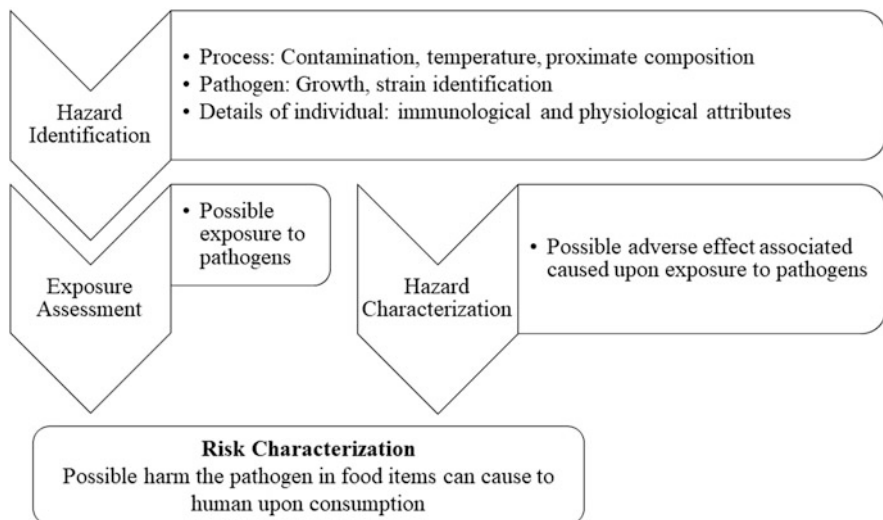 Hazard
Identification
• Process: Contamination, temperature, proximate composition
• Pathogen: Growth, strain identification
• Details of individual: immunological and physiological attributes
Exposure
Assessment
• Possible
exposure to
pathogens
Hazard
Characterization
• Possible adverse effect associated
caused upon exposure to pathogens
Risk Characterization
Possible harm the pathogen in food items can cause to
human upon consumption